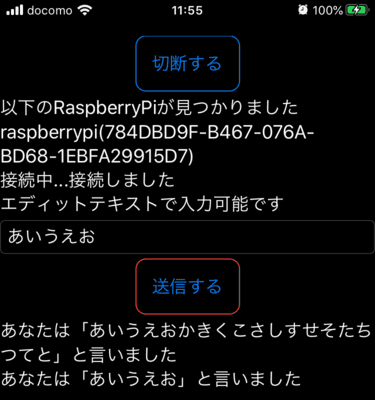 docomo 11:55 100%
切断する
以下のRaspberryPiが見つかりました
raspberrypi(784DBD9F-B467-076A-
BD68-1EBFA29915D7)
接続中...接続しました
エディットテキストで入力可能です
あいうえお
送信する
あなたは「あいうえおかきくこさしすせそたち
つてと」と言いました
あなたは「あいうえお」と言いました